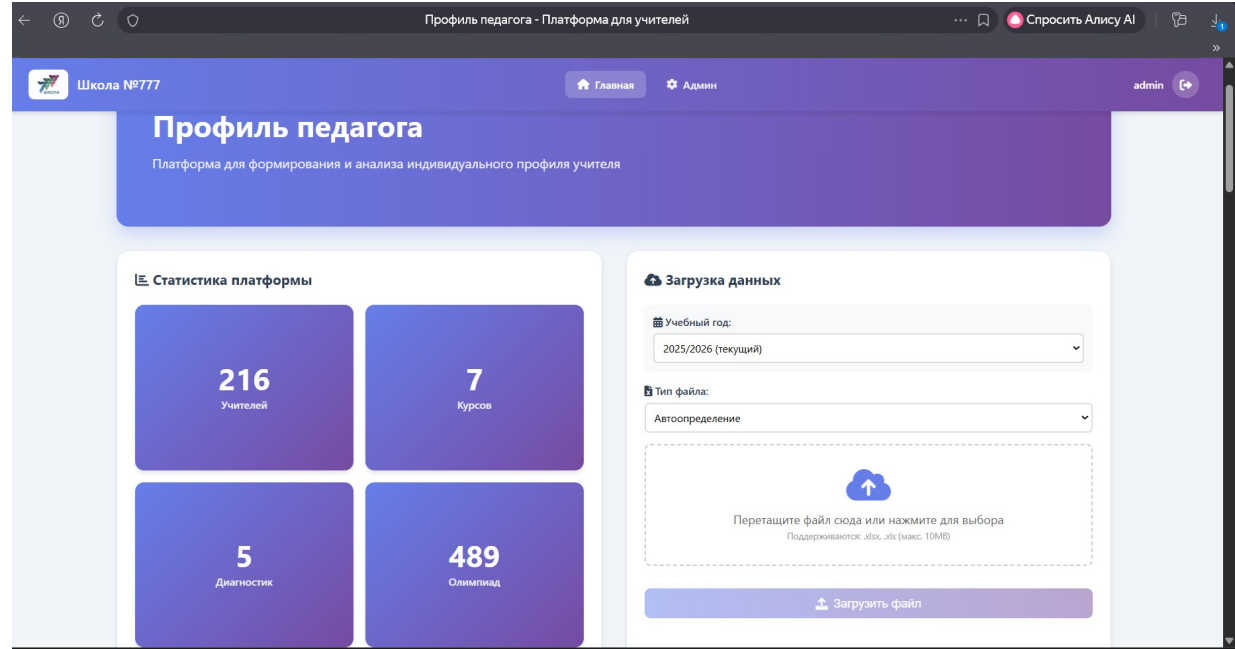 Профиль педагога - Платформа для учителей
Спросить Алису AI
1
»
ШКОЛА
Школа №777
Главная
Админ
admin
Профиль педагога
Платформа для формирования и анализа индивидуального профиля учителя
Статистика платформы
216
Учителей
7
Курсов
5
Диагностик
489
Олимпиад
Загрузка данных
Учебный год:
2025/2026 (текущий)
Тип файла:
Автоопределение
Перетащите файл сюда или нажмите для выбора
Поддерживаются: .xlsx, .xls (макс. 10MB)
Загрузить файл